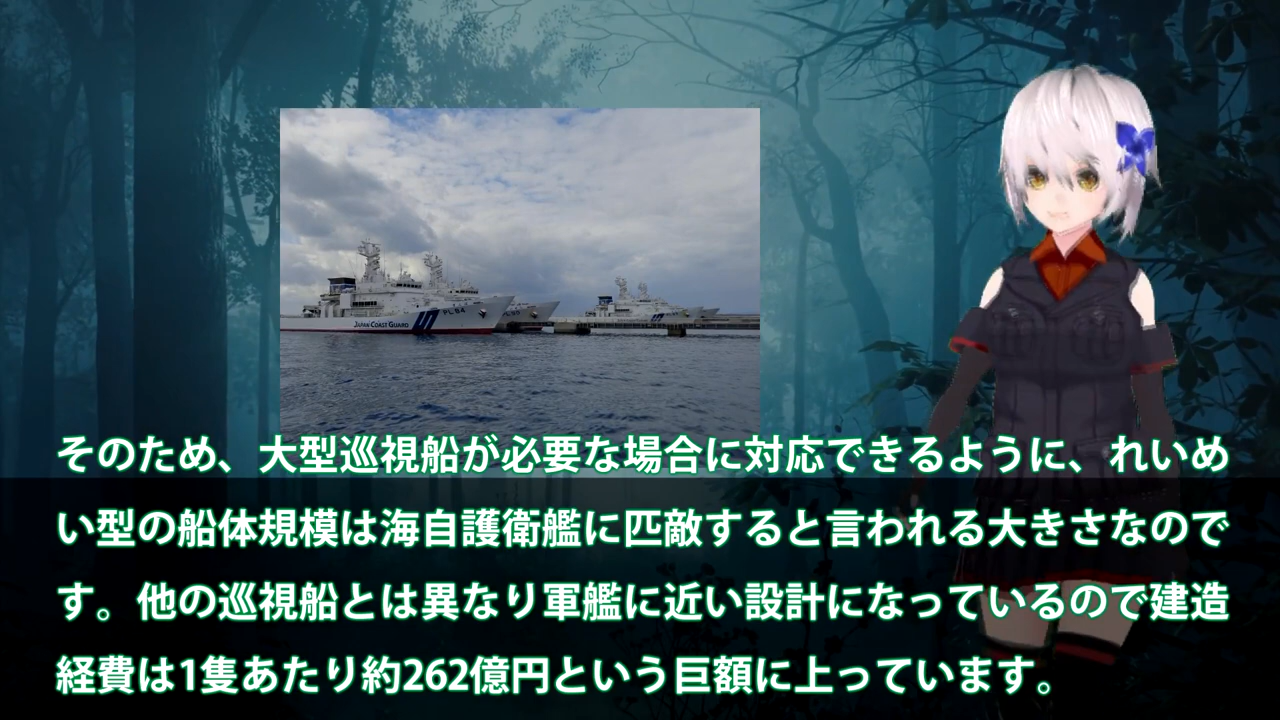 JAPAN COAST GUARD
PL 84
そのため、大型巡視船が必要な場合に対応できるように、れいめ
い型の船体規模は海自護衛艦に匹敵すると言われる大きさなので
す。他の巡視船とは異なり軍艦に近い設計になっているので建造
経費は1隻あたり約262億円という巨額に上っています。